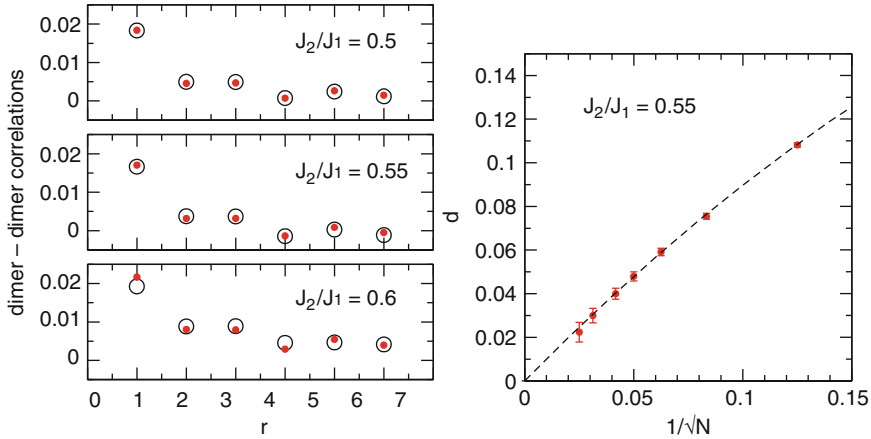 dimer – dimer correlations
0.02
0.01
0
J2/J1 = 0.5
0.02
0.01
0
J2/J1 = 0.55
0.02
0.01
0
J2/J1 = 0.6
0 1 2 3 4 5 6 7
r
d
0.14
0.12
0.1
0.08
0.06
0.04
0.02
0
J2/J1 = 0.55
0 0.05 0.1 0.15
1/√N